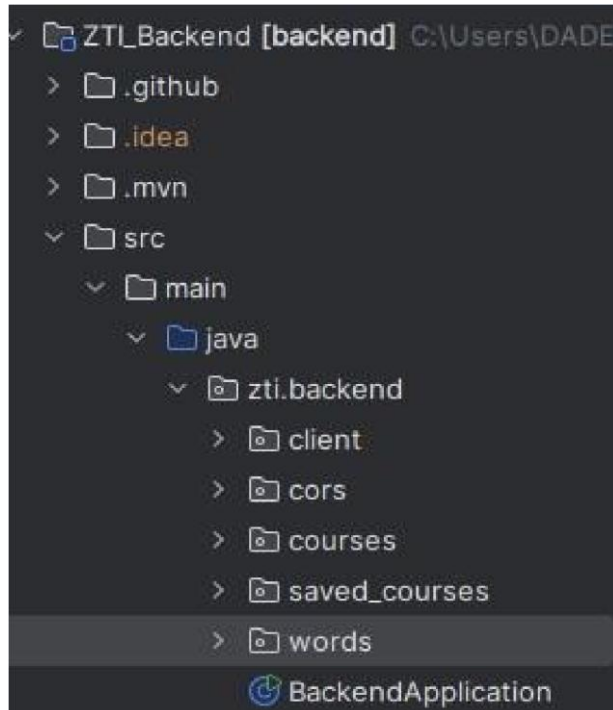 ZTI_Backend [backend] C:\Users\DADE
.github
.idea
.mvn
src
main
java
zti.backend
client
cors
courses
saved_courses
words
BackendApplication